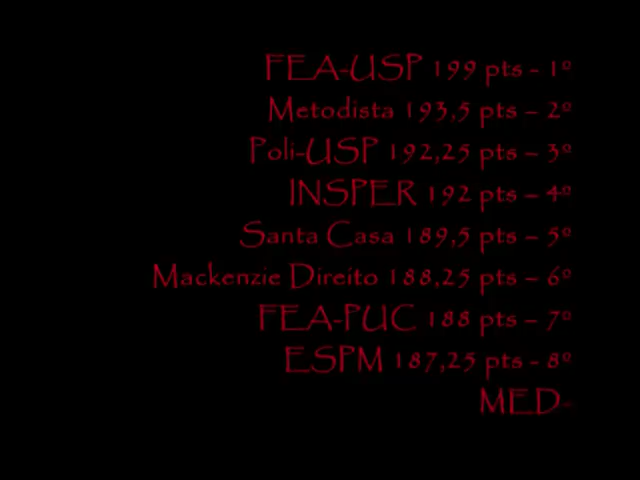 FEA-USP 199 pts - 1º
Metodista 193,5 pts – 2º
Poli-USP 192,25 pts – 3º
INSPER 192 pts – 4º
Santa Casa 189,5 pts – 5º
Mackenzie Direito 188,25 pts – 6º
FEA-PUC 188 pts – 7º
ESPM 187,25 pts - 8º
MED-